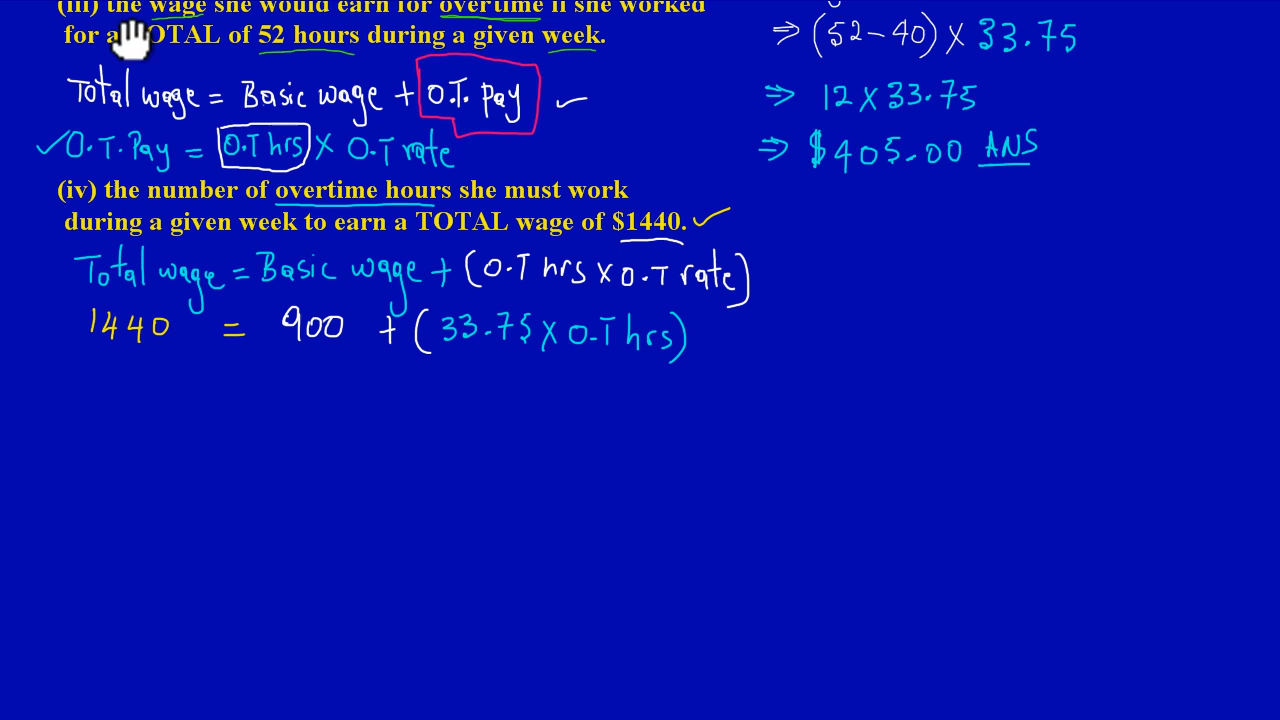 (iii) the wage she would earn for overtime if she worked
for a TOTAL of 52 hours during a given week.
Total wage = Basic wage + O.T. Pay ✓
✓ O.T. Pay = O.T hrs X O.T rate
⇒ (52-40) X 33.75
⇒ 12 X 33.75
⇒ $405.00 ANS
(iv) the number of overtime hours she must work
during a given week to earn a TOTAL wage of $1440. ✓
Total wage = Basic wage + (O.T hrs X O.T rate)
1440 = 900 + (33.75 X O.T hrs)